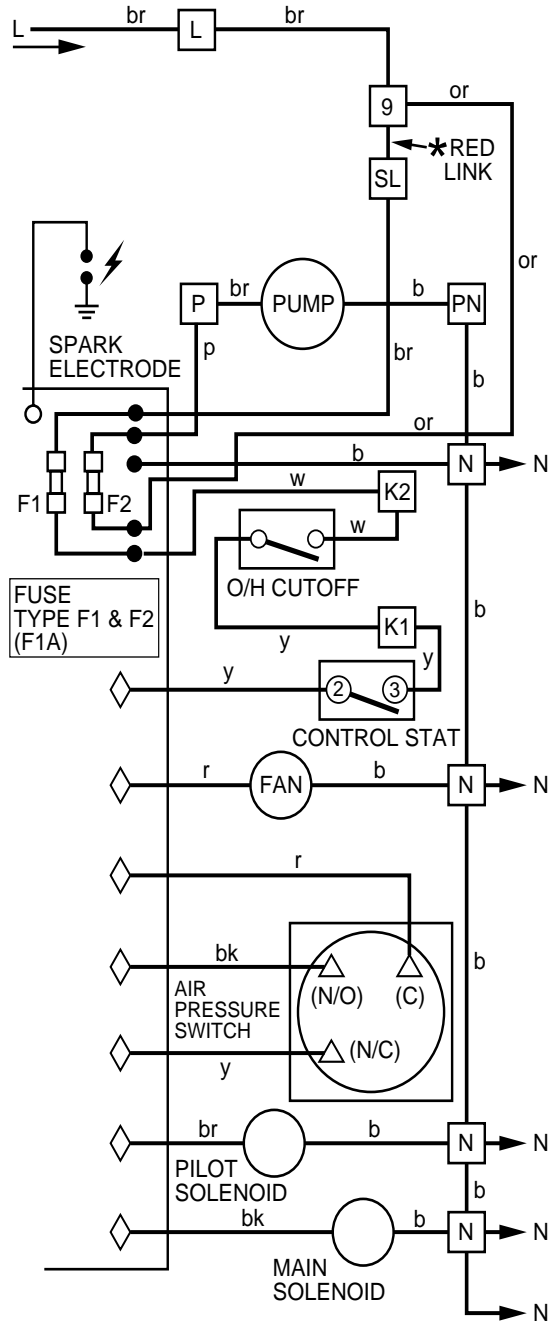 L br L br
9 or
*RED
LINK
SL
or
P br PUMP b PN
SPARK
ELECTRODE
p
br
b
or
b N N
F1 F2
w K2
w
O/H CUTOFF
FUSE
TYPE F1 & F2
(F1A)
b
K1
y y
y 2 3
CONTROL STAT
r FAN b N N
r
bk
(N/O) (C)
b
AIR
PRESSURE
SWITCH
(N/C)
y
br b N N
PILOT
SOLENOID
b
bk b N N
MAIN
SOLENOID
N